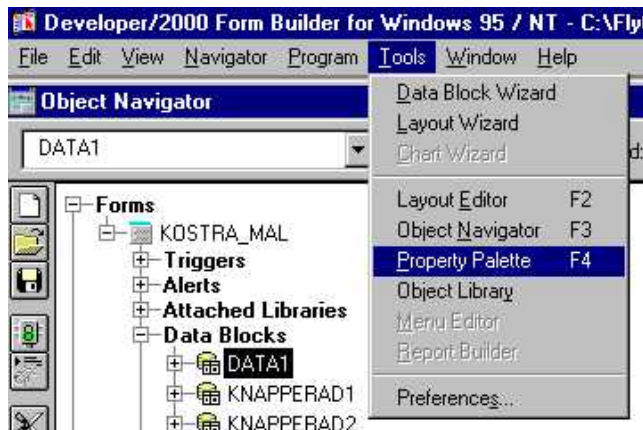 Developer/2000 Form Builder for Windows 95 / NT - C:\Fly
File Edit View Navigator Program Tools Window Help
Object Navigator
DATA1
Data Block Wizard
Layout Wizard
Chart Wizard
Layout Editor F2
Object Navigator F3
Property Palette F4
Object Library
Menu Editor
Report Builder
Preferences...
Forms
KOSTRA_MAL
Triggers
Alerts
Attached Libraries
Data Blocks
DATA1
KNAPPERAD1
KNAPPERAD2